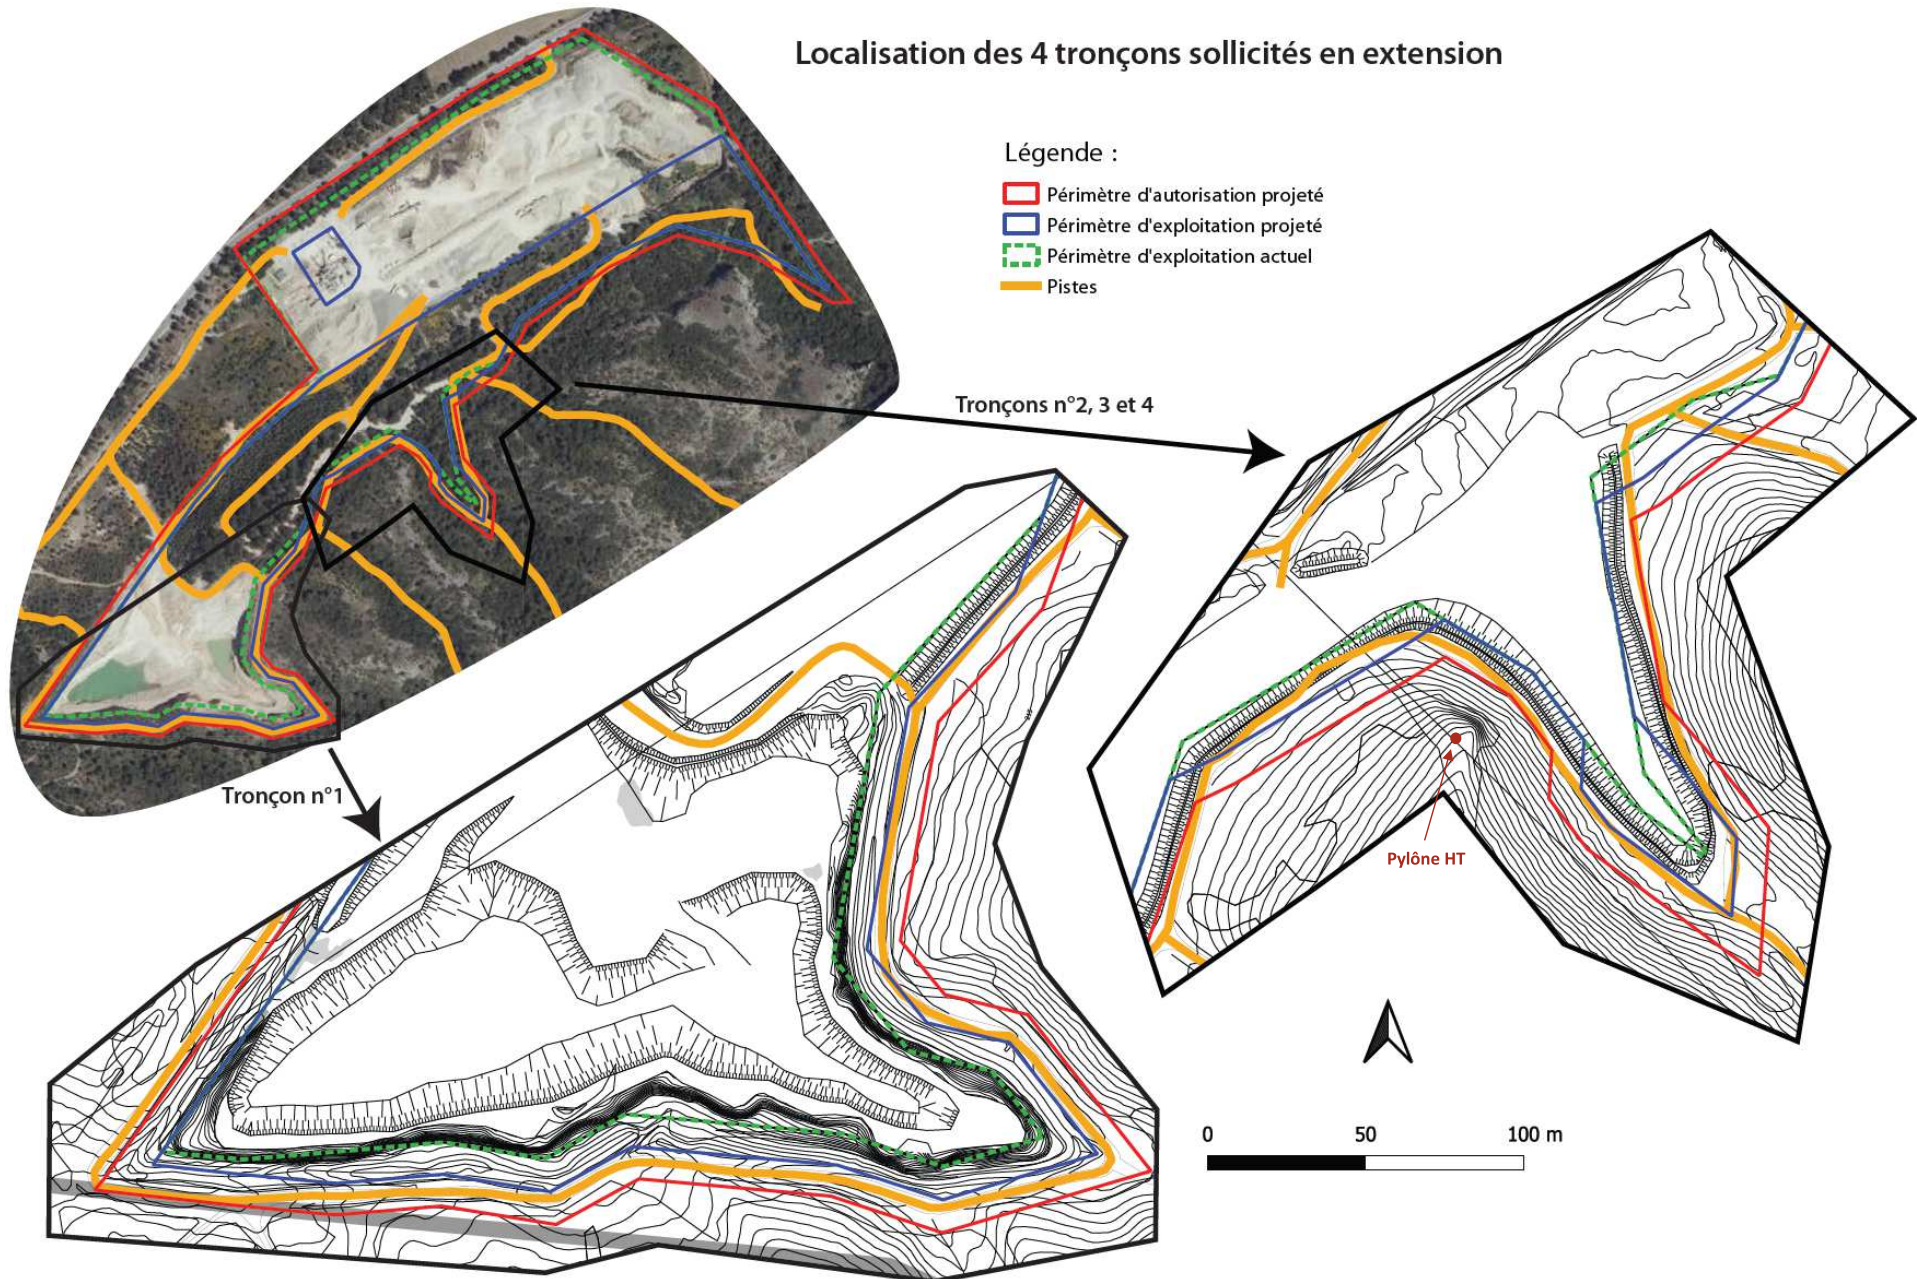 Localisation des 4 tronçons sollicités en extension
Légende :
Périmètre d'autorisation projeté
Périmètre d'exploitation projeté
Périmètre d'exploitation actuel
Pistes
Tronçons n°2, 3 et 4
Tronçon n°1
Pylône HT
0 50 100 m